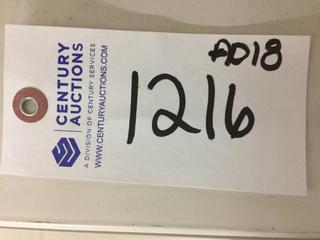 AD18
1216
CENTURY
AUCTIONS
A DIVISION OF CENTURY SERVICES
WWW.CENTURYAUCTIONS.COM